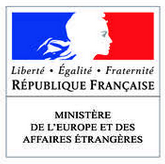 Liberté • Égalité • Fraternité
RÉPUBLIQUE FRANÇAISE
MINISTÈRE
DE L'EUROPE ET DES
AFFAIRES ÉTRANGÈRES